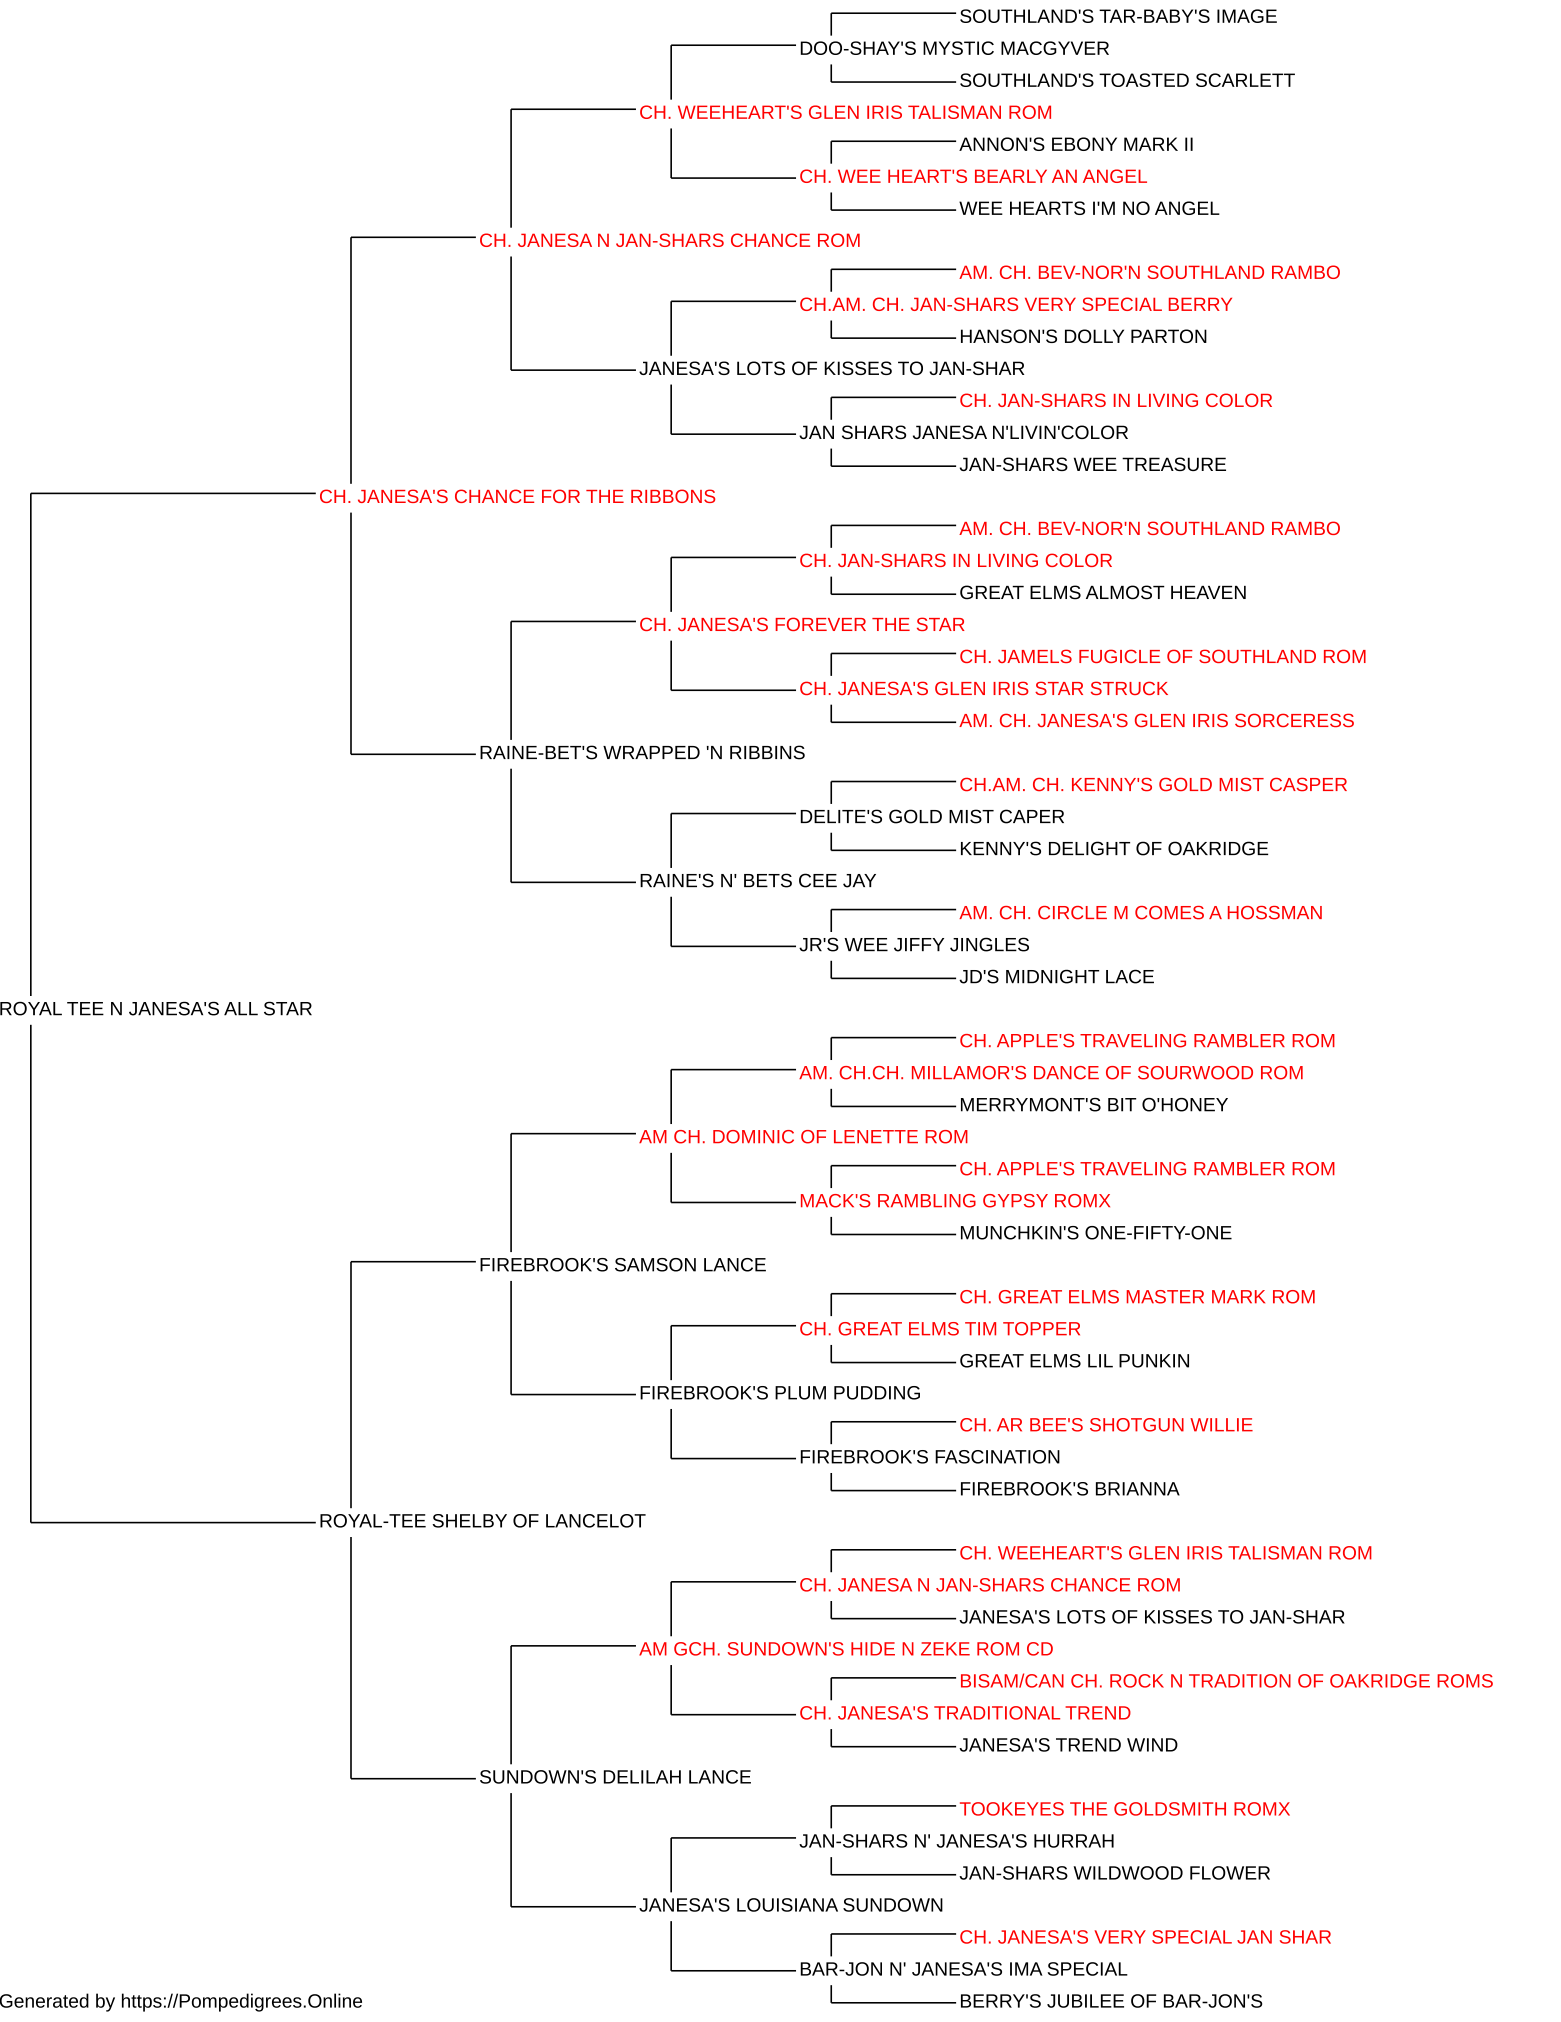 SOUTHLAND'S TAR-BABY'S IMAGE
DOO-SHAY'S MYSTIC MACGYVER
SOUTHLAND'S TOASTED SCARLETT
CH. WEEHEART'S GLEN IRIS TALISMAN ROM
ANNON'S EBONY MARK II
CH. WEE HEART'S BEARLY AN ANGEL
WEE HEARTS I'M NO ANGEL
CH. JANESA N JAN-SHARS CHANCE ROM
AM. CH. BEV-NOR'N SOUTHLAND RAMBO
CH.AM. CH. JAN-SHARS VERY SPECIAL BERRY
HANSON'S DOLLY PARTON
JANESA'S LOTS OF KISSES TO JAN-SHAR
CH. JAN-SHARS IN LIVING COLOR
JAN SHARS JANESA N'LIVIN'COLOR
JAN-SHARS WEE TREASURE
CH. JANESA'S CHANCE FOR THE RIBBONS
AM. CH. BEV-NOR'N SOUTHLAND RAMBO
CH. JAN-SHARS IN LIVING COLOR
GREAT ELMS ALMOST HEAVEN
CH. JANESA'S FOREVER THE STAR
CH. JAMELS FUGICLE OF SOUTHLAND ROM
CH. JANESA'S GLEN IRIS STAR STRUCK
AM. CH. JANESA'S GLEN IRIS SORCERESS
RAINE-BET'S WRAPPED 'N RIBBINS
CH.AM. CH. KENNY'S GOLD MIST CASPER
DELITE'S GOLD MIST CAPER
KENNY'S DELIGHT OF OAKRIDGE
RAINE'S N' BETS CEE JAY
AM. CH. CIRCLE M COMES A HOSSMAN
JR'S WEE JIFFY JINGLES
JD'S MIDNIGHT LACE
ROYAL TEE N JANESA'S ALL STAR
CH. APPLE'S TRAVELING RAMBLER ROM
AM. CH.CH. MILLAMOR'S DANCE OF SOURWOOD ROM
MERRYMONT'S BIT O'HONEY
AM CH. DOMINIC OF LENETTE ROM
CH. APPLE'S TRAVELING RAMBLER ROM
MACK'S RAMBLING GYPSY ROMX
MUNCHKIN'S ONE-FIFTY-ONE
FIREBROOK'S SAMSON LANCE
CH. GREAT ELMS MASTER MARK ROM
CH. GREAT ELMS TIM TOPPER
GREAT ELMS LIL PUNKIN
FIREBROOK'S PLUM PUDDING
CH. AR BEE'S SHOTGUN WILLIE
FIREBROOK'S FASCINATION
FIREBROOK'S BRIANNA
ROYAL-TEE SHELBY OF LANCELOT
CH. WEEHEART'S GLEN IRIS TALISMAN ROM
CH. JANESA N JAN-SHARS CHANCE ROM
JANESA'S LOTS OF KISSES TO JAN-SHAR
AM GCH. SUNDOWN'S HIDE N ZEKE ROM CD
BISAM/CAN CH. ROCK N TRADITION OF OAKRIDGE ROMS
CH. JANESA'S TRADITIONAL TREND
JANESA'S TREND WIND
SUNDOWN'S DELILAH LANCE
TOOKEYES THE GOLDSMITH ROMX
JAN-SHARS N' JANESA'S HURRAH
JAN-SHARS WILDWOOD FLOWER
JANESA'S LOUISIANA SUNDOWN
CH. JANESA'S VERY SPECIAL JAN SHAR
BAR-JON N' JANESA'S IMA SPECIAL
BERRY'S JUBILEE OF BAR-JON'S
Generated by https://Pompedigrees.Online